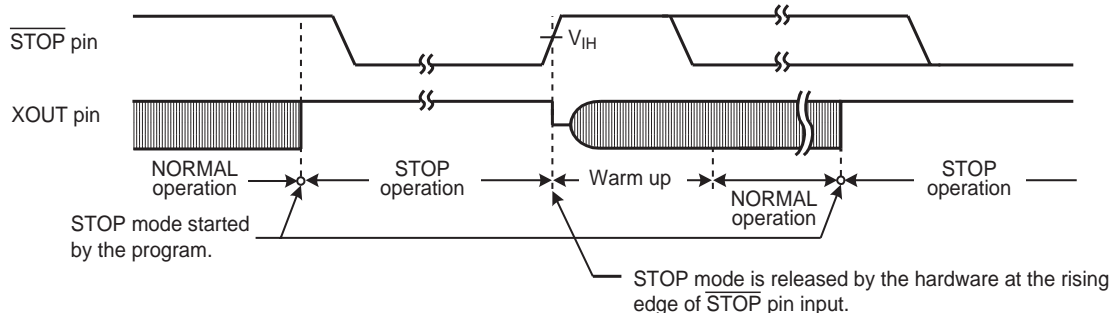 STOP pin
VIH
XOUT pin
NORMAL
operation
STOP
operation
Warm up
NORMAL
operation
STOP
operation
STOP mode started
by the program.
STOP mode is released by the hardware at the rising
edge of STOP pin input.